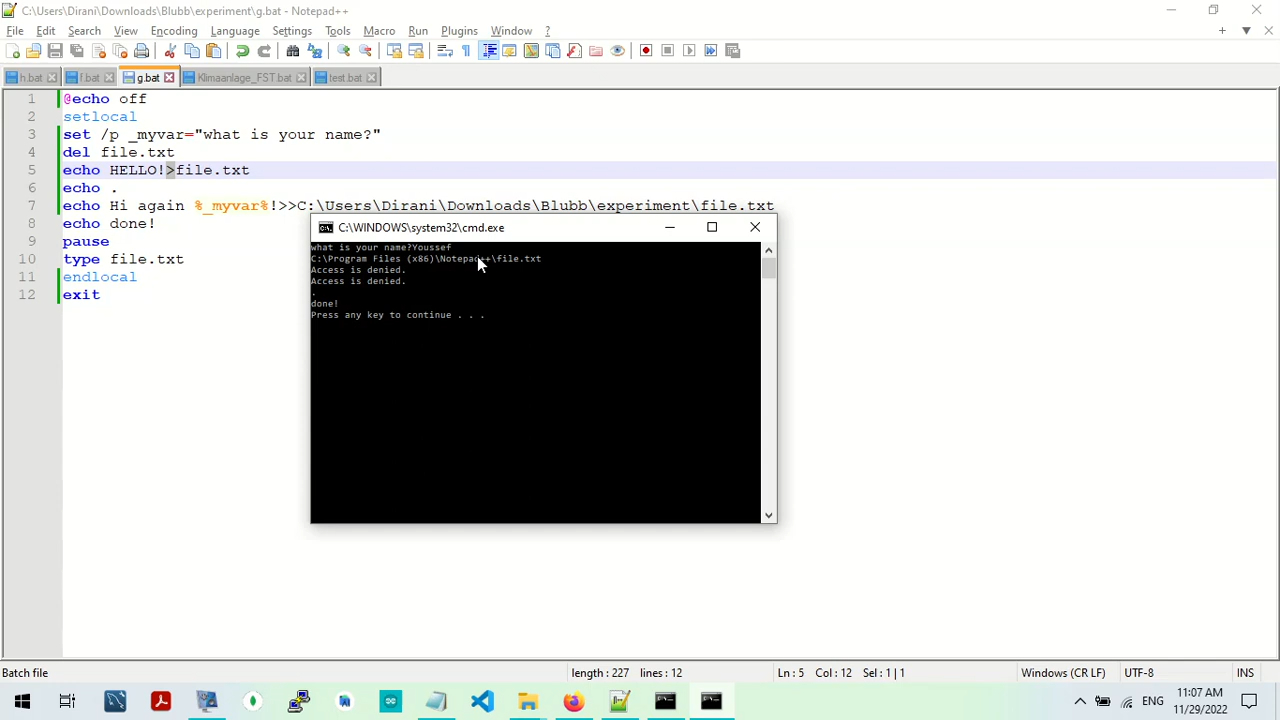 C:\Users\Dirani\Downloads\Blubb\experiment\g.bat - Notepad++
File Edit Search View Encoding Language Settings Tools Macro Run Plugins Window ?
h.bat f.bat g.bat Klimaanlage_FST.bat test.bat
1 @echo off
2 setlocal
3 set /p _myvar="what is your name?"
4 del file.txt
5 echo HELLO!>file.txt
6 echo .
7 echo Hi again %_myvar%!>>C:\Users\Dirani\Downloads\Blubb\experiment\file.txt
8 echo done!
9 pause
10 type file.txt
11 endlocal
12 exit
C:\WINDOWS\system32\cmd.exe
what is your name?Youssef
C:\Program Files (x86)\Notepad++\file.txt
Access is denied.
Access is denied.
.
done!
Press any key to continue . . .
Batch file length : 227 lines : 12 Ln : 5 Col : 12 Sel : 1 | 1 Windows (CR LF) UTF-8 INS
ENG
11:07 AM
11/29/2022